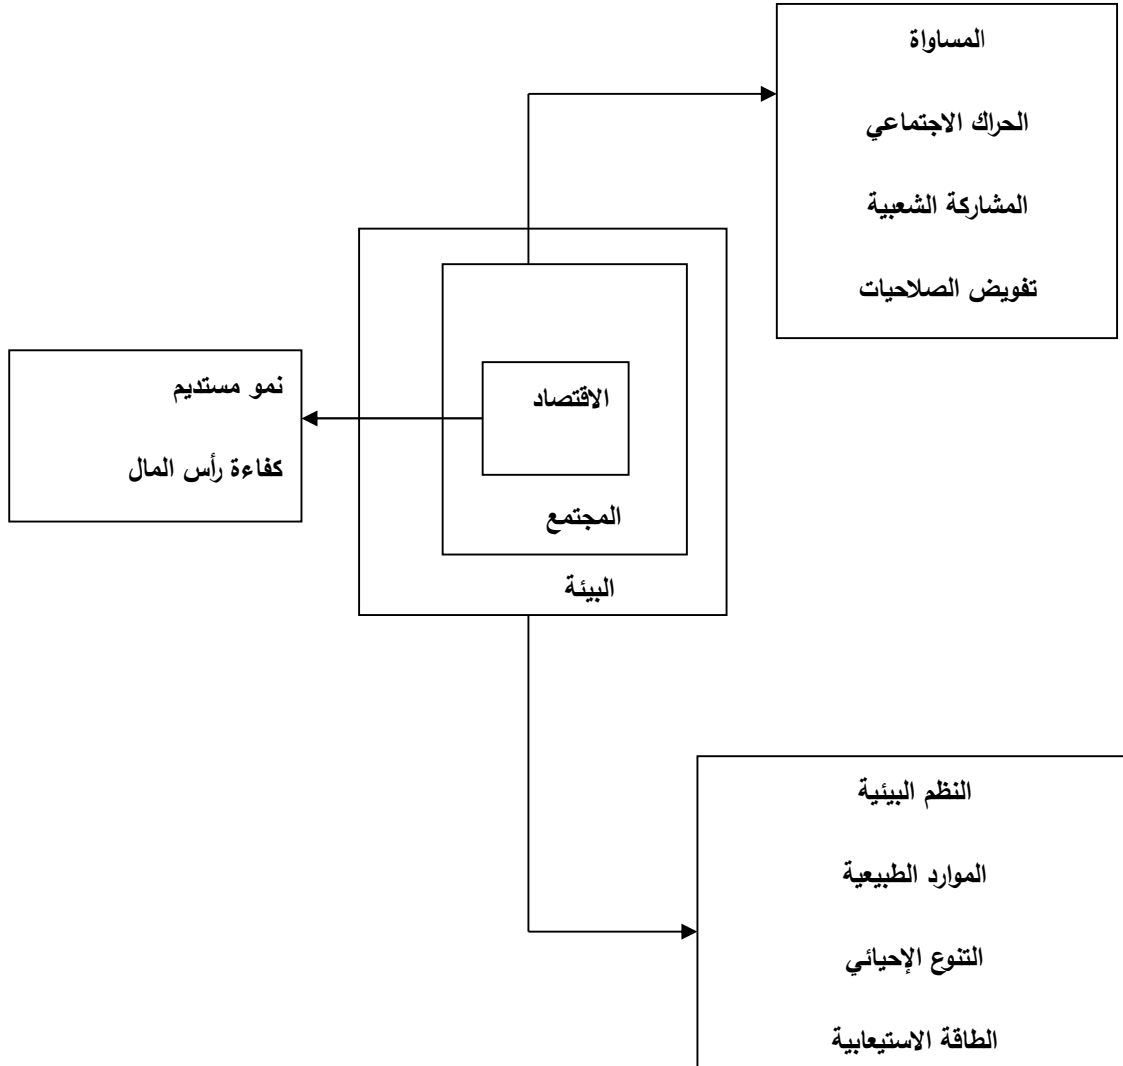 المساواة
الحراك الاجتماعي
المشاركة الشعبية
تفويض الصلاحيات
نمو مستديم
كفاءة رأس المال
الاقتصاد
المجتمع
البيئة
النظم البيئية
الموارد الطبيعية
التنوع الإحيائي
الطاقة الاستيعابية